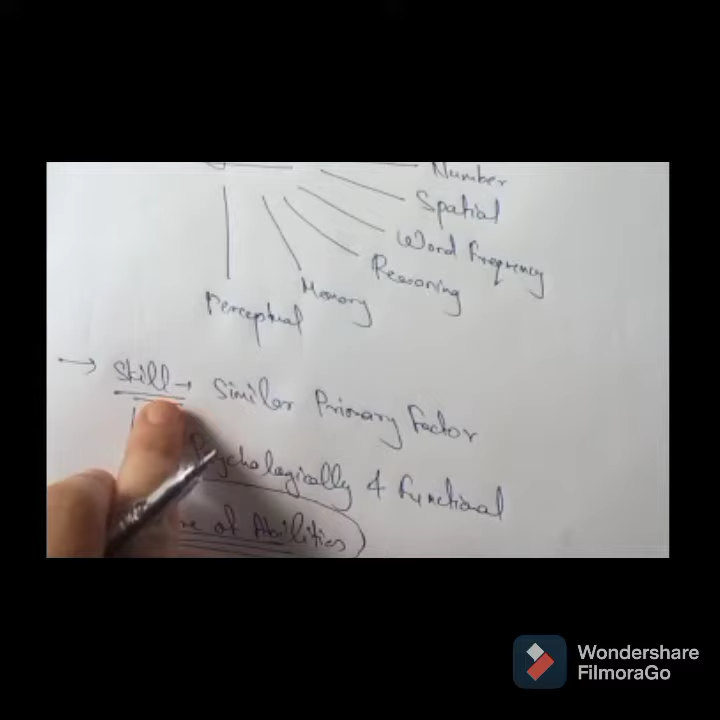 Number
Spatial
Word Frequency
Reasoning
Memory
Perceptual
→ Skill → Similar Primary Factor
Psychologically & Functional
of Abilities
Wondershare
FilmoraGo